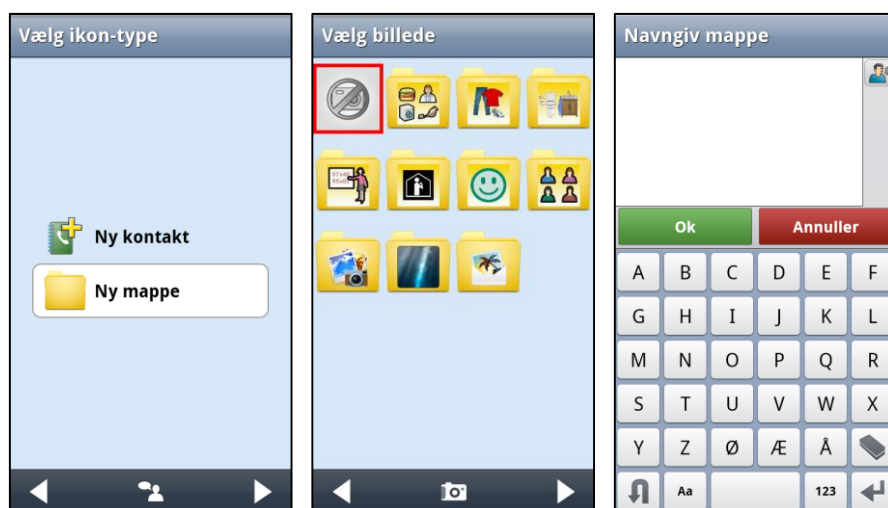 Vælg ikon-type
Ny kontakt
Ny mappe
Vælg billede
Navngiv mappe
Ok Annuller
A B C D E F
G H I J K L
M N O P Q R
S T U V W X
Y Z Ø Æ Å
Aa 123